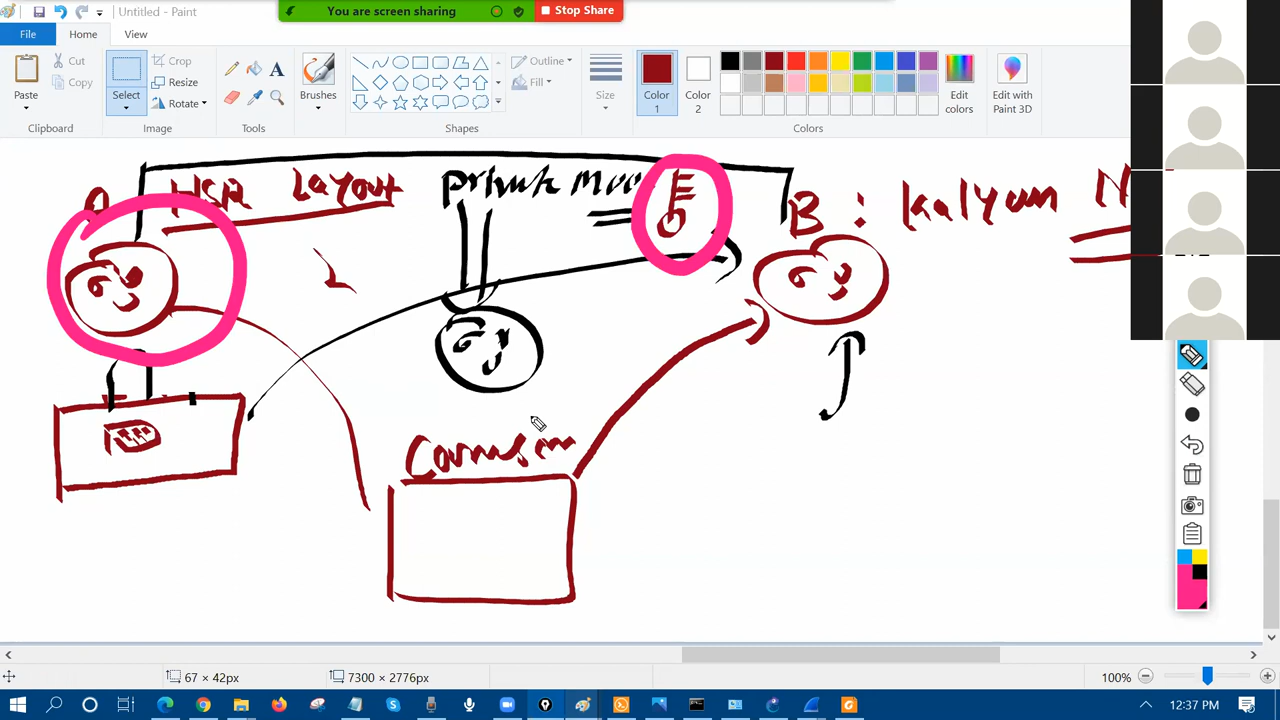 Untitled - Paint
You are screen sharing
Stop Share
File
Home
View
Paste
Cut
Copy
Clipboard
Select
Crop
Resize
Rotate
Image
Tools
Brushes
Shapes
Outline
Fill
Size
Color 1
Color 2
Edit colors
Edit with Paint 3D
Colors
A HSR Layout
B : kalyan N
67 × 42px
7300 × 2776px
100%
12:37 PM